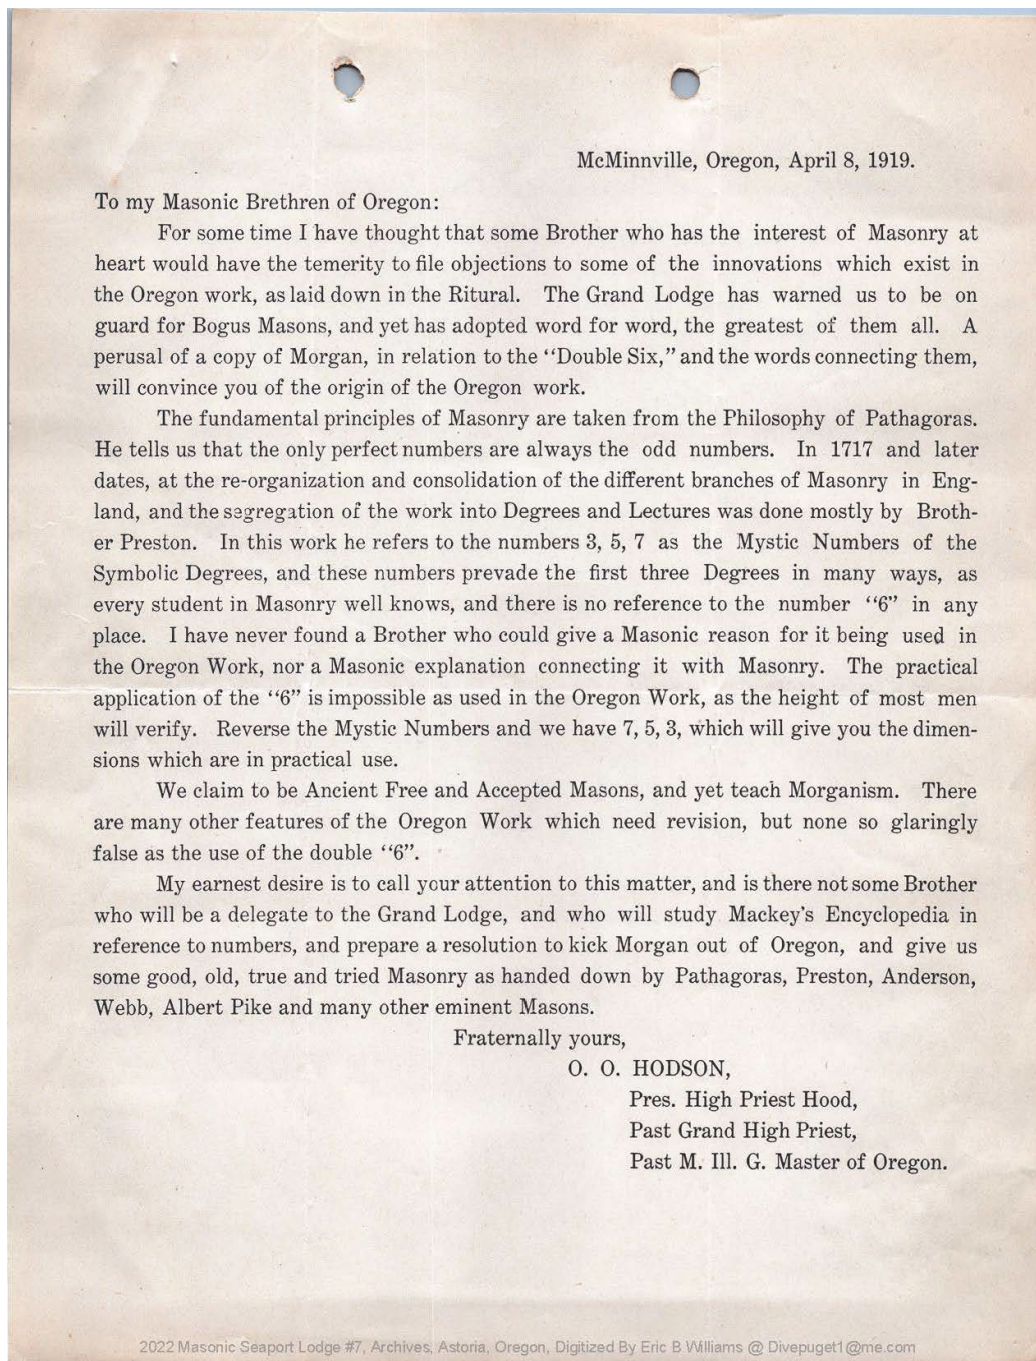 McMinnville, Oregon, April 8, 1919.
To my Masonic Brethren of Oregon:
For some time I have thought that some Brother who has the interest of Masonry at
heart would have the temerity to file objections to some of the innovations which exist in
the Oregon work, as laid down in the Ritural. The Grand Lodge has warned us to be on
guard for Bogus Masons, and yet has adopted word for word, the greatest of them all. A
perusal of a copy of Morgan, in relation to the “Double Six,” and the words connecting them,
will convince you of the origin of the Oregon work.
The fundamental principles of Masonry are taken from the Philosophy of Pathagoras.
He tells us that the only perfect numbers are always the odd numbers. In 1717 and later
dates, at the re-organization and consolidation of the different branches of Masonry in Eng-
land, and the segregation of the work into Degrees and Lectures was done mostly by Broth-
er Preston. In this work he refers to the numbers 3, 5, 7 as the Mystic Numbers of the
Symbolic Degrees, and these numbers prevade the first three Degrees in many ways, as
every student in Masonry well knows, and there is no reference to the number “6” in any
place. I have never found a Brother who could give a Masonic reason for it being used in
the Oregon Work, nor a Masonic explanation connecting it with Masonry. The practical
application of the “6” is impossible as used in the Oregon Work, as the height of most men
will verify. Reverse the Mystic Numbers and we have 7, 5, 3, which will give you the dimen-
sions which are in practical use.
We claim to be Ancient Free and Accepted Masons, and yet teach Morganism. There
are many other features of the Oregon Work which need revision, but none so glaringly
false as the use of the double “6”.
My earnest desire is to call your attention to this matter, and is there not some Brother
who will be a delegate to the Grand Lodge, and who will study Mackey's Encyclopedia in
reference to numbers, and prepare a resolution to kick Morgan out of Oregon, and give us
some good, old, true and tried Masonry as handed down by Pathagoras, Preston, Anderson,
Webb, Albert Pike and many other eminent Masons.
Fraternally yours,
O. O. HODSON,
Pres. High Priest Hood,
Past Grand High Priest,
Past M. Ill. G. Master of Oregon.
2022 Masonic Seaport Lodge #7, Archives, Astoria, Oregon, Digitized By Eric B Williams @ Divepuget1@me.com